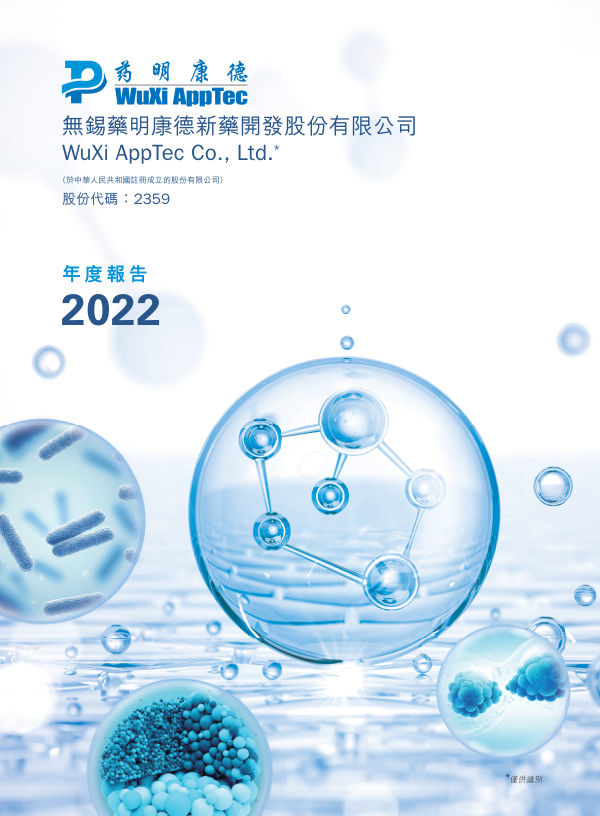 药明康德
WuXi AppTec
無錫藥明康德新藥開發股份有限公司
WuXi AppTec Co., Ltd.*
(於中華人民共和國註冊成立的股份有限公司)
股份代碼：2359
年度報告
2022
*僅供識別